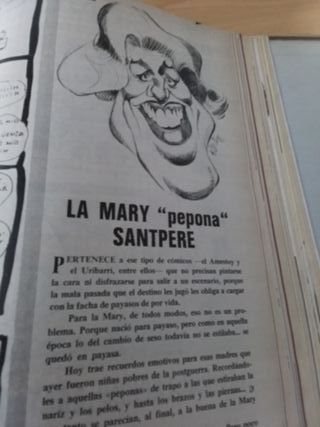 LA MARY "pepona"
SANTPERE
PERTENECE a ese tipo de cómicos —el Amestoy y
el Uribarri, entre ellos— que no precisan pintarse
la cara ni disfrazarse para salir a un escenario, porque
la mala pasada que el destino les jugó les obliga a cargar
con la facha de payasos de por vida.
Para la Mary, de todos modos, eso no es un pro-
blema. Porque nació para payaso, pero como en aquella
época lo del cambio de sexo todavía no se estilaba... se
quedó en payasa.
Hoy trae recuerdos emotivos para esas madres que
ayer fueron niñas pobres de la postguerra. Recordándo-
les a aquellas «peponas» de trapo a las que estiraban la
nariz y los pelos, y hasta los brazos y las piernas...
tanto se parecían, al final, a la buena de la Mary
poco